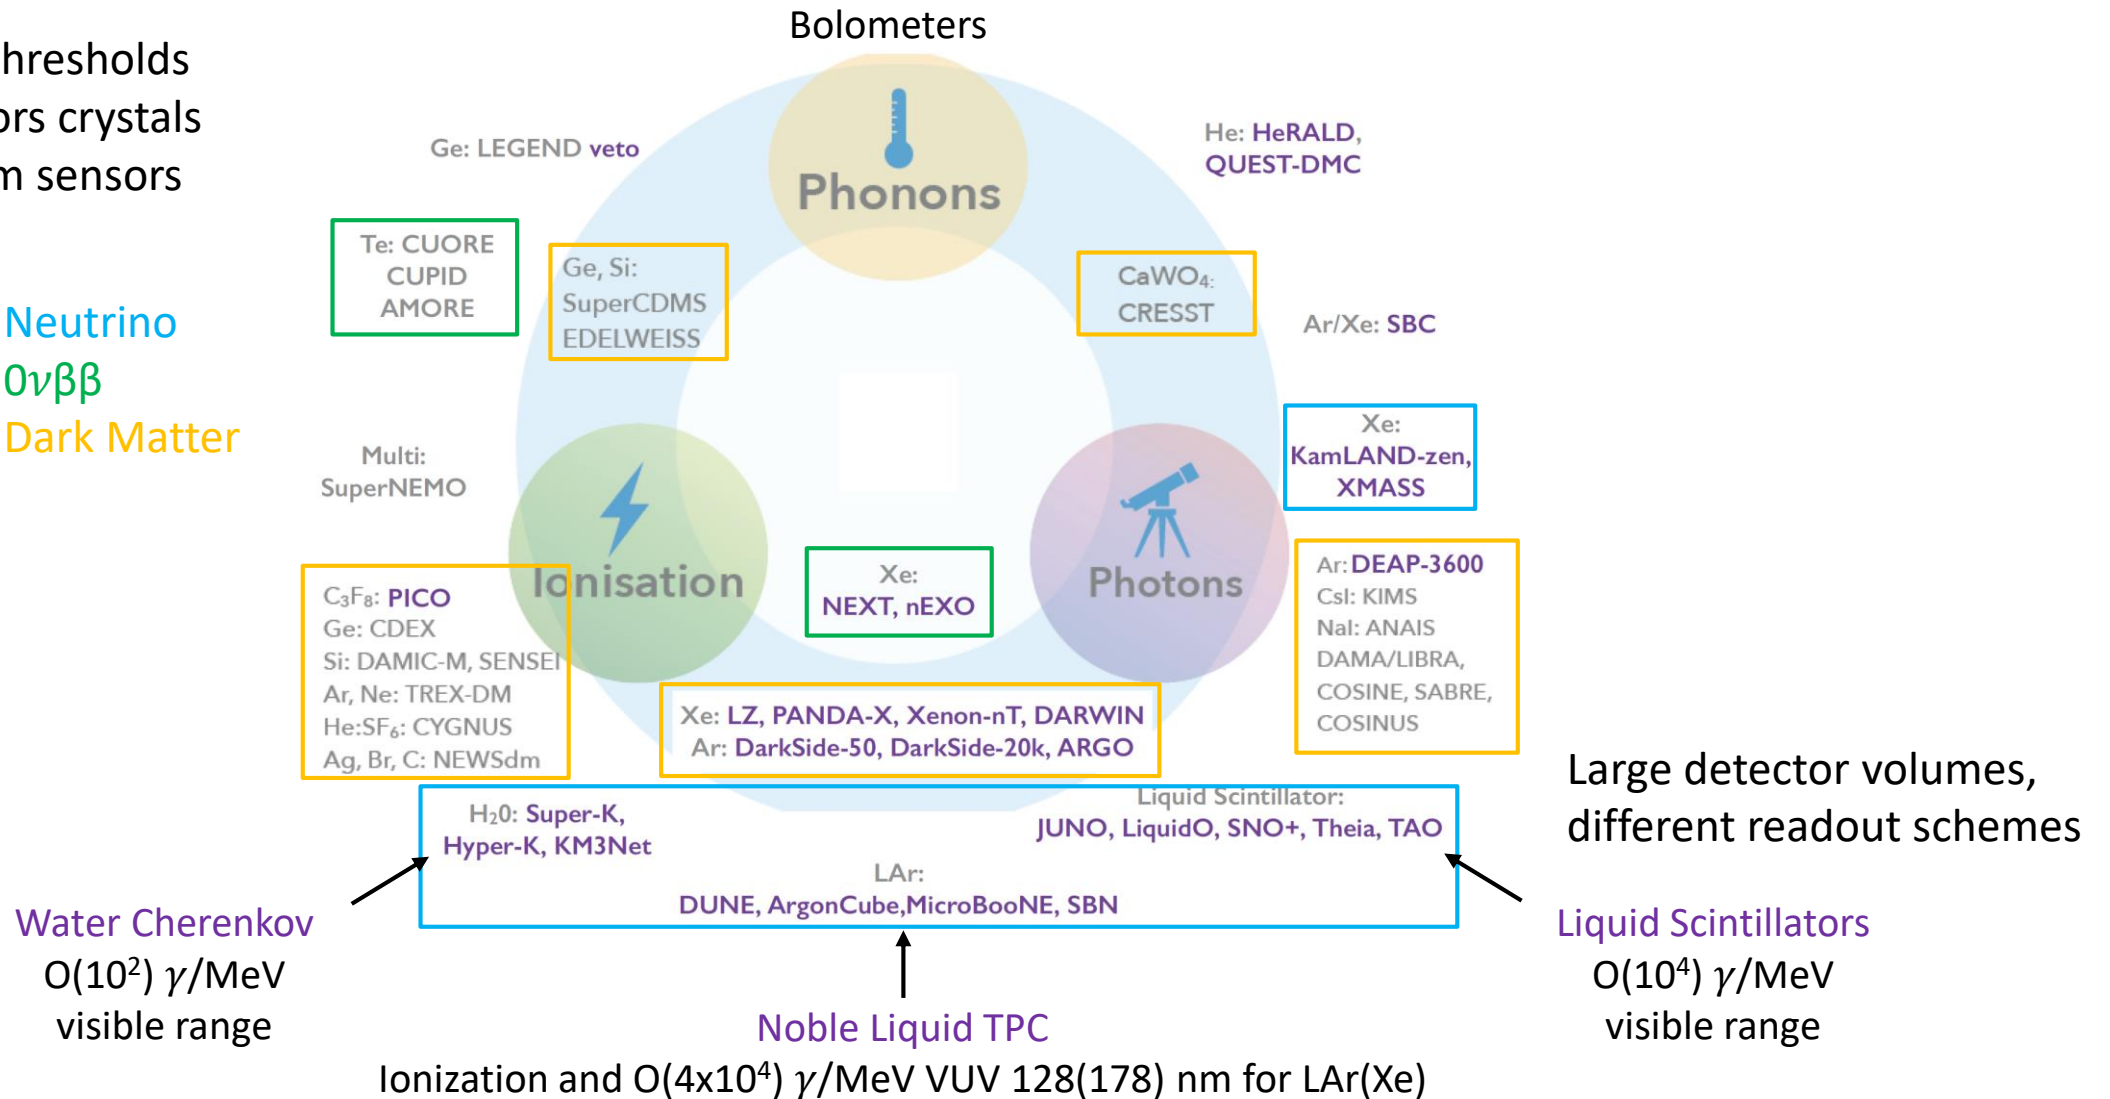 Bolometers
hresholds
ors crystals
m sensors
Neutrino
0𝜈ββ
Dark Matter
Ge: LEGEND veto
He: HeRALD,
QUEST-DMC
Phonons
Te: CUORE
CUPID
AMORE
Ge, Si:
SuperCDMS
EDELWEISS
CaWO₄:
CRESST
Ar/Xe: SBC
Multi:
SuperNEMO
Xe:
KamLAND-zen,
XMASS
Ionisation
Xe:
NEXT, nEXO
Photons
C₃F₈: PICO
Ge: CDEX
Si: DAMIC-M, SENSEI
Ar, Ne: TREX-DM
He:SF₆: CYGNUS
Ag, Br, C: NEWSdm
Ar: DEAP-3600
CsI: KIMS
NaI: ANAIS
DAMA/LIBRA,
COSINE, SABRE,
COSINUS
Xe: LZ, PANDA-X, Xenon-nT, DARWIN
Ar: DarkSide-50, DarkSide-20k, ARGO
H₂0: Super-K,
Hyper-K, KM3Net
Liquid Scintillator:
JUNO, LiquidO, SNO+, Theia, TAO
LAr:
DUNE, ArgonCube,MicroBooNE, SBN
Large detector volumes,
different readout schemes
Water Cherenkov
O(10²) 𝛾/MeV
visible range
Noble Liquid TPC
Ionization and O(4x10⁴) 𝛾/MeV VUV 128(178) nm for LAr(Xe)
Liquid Scintillators
O(10⁴) 𝛾/MeV
visible range